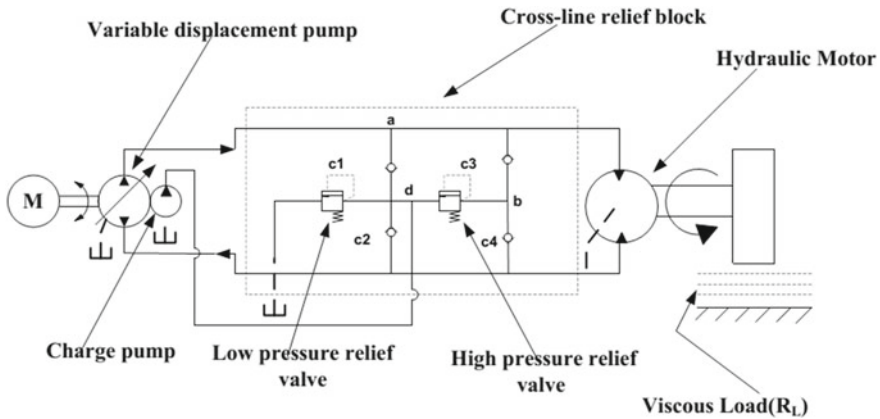 Cross-line relief block
Variable displacement pump
Hydraulic Motor
a
c1
c3
M
d
b
c2
c4
Charge pump
Low pressure relief
valve
High pressure relief
valve
Viscous Load(R_L)